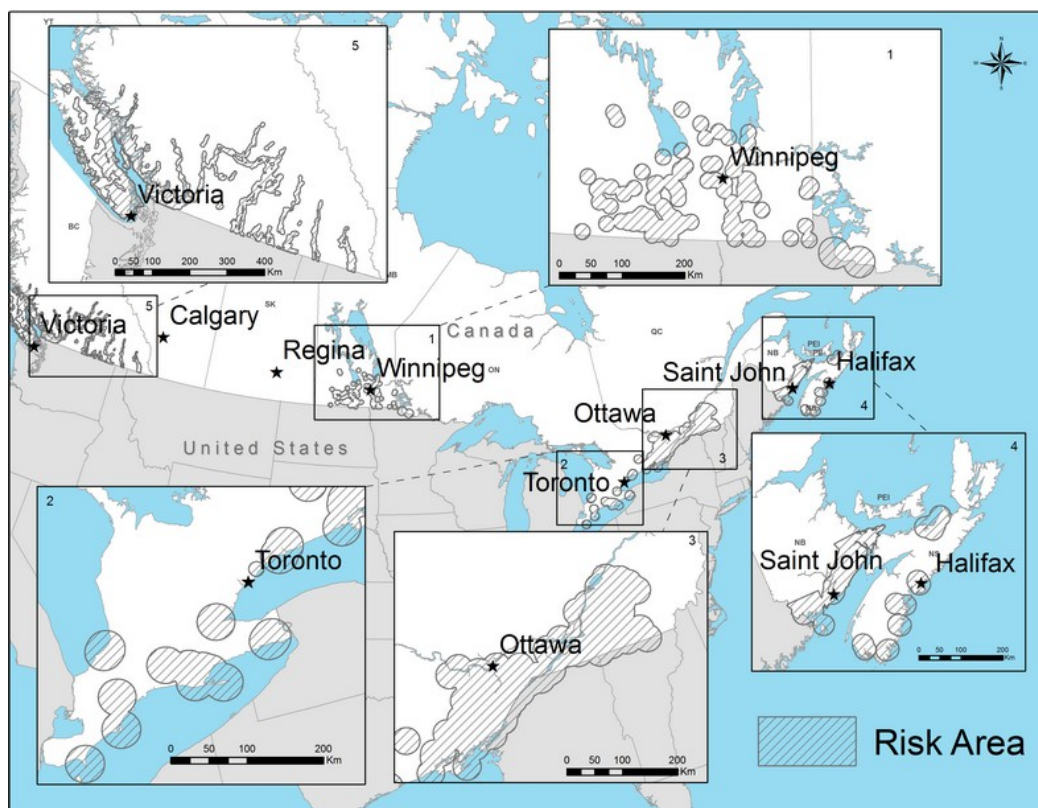 YT
5
Victoria
BC
0 50 100 200 300 400
Km
1
Winnipeg
0 50 100 200
Km
N
W
E
S
MB
SK
5
Victoria
Calgary
Regina
1
Winnipeg
ON
Canada
QC
United States
NB
PEI
Saint John
Halifax
4
Ottawa
3
2
Toronto
2
Toronto
0 50 100 200
Km
3
Ottawa
0 50 100 200
Km
4
PEI
NB
NS
Saint John
Halifax
0 50 100 200
Km
Risk Area